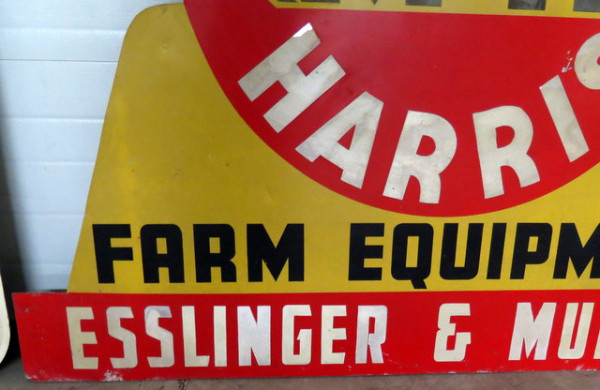 HARRIS
FARM EQUIPM
ESSLINGER & MU